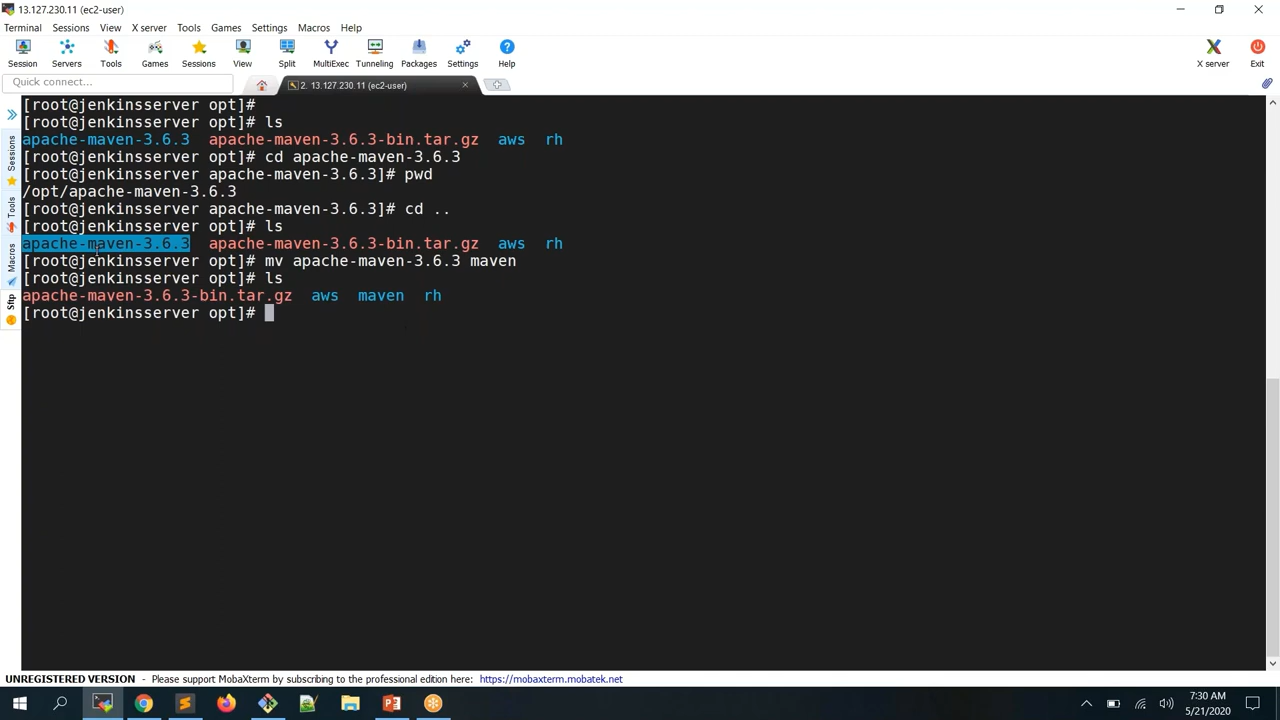 13.127.230.11 (ec2-user)
Terminal Sessions View X server Tools Games Settings Macros Help
Session Servers Tools Games Sessions View Split MultiExec Tunneling Packages Settings Help X server Exit
Quick connect...
2. 13.127.230.11 (ec2-user)
[root@jenkinsserver opt]#
[root@jenkinsserver opt]# ls
apache-maven-3.6.3  apache-maven-3.6.3-bin.tar.gz  aws  rh
[root@jenkinsserver opt]# cd apache-maven-3.6.3
[root@jenkinsserver apache-maven-3.6.3]# pwd
/opt/apache-maven-3.6.3
[root@jenkinsserver apache-maven-3.6.3]# cd ..
[root@jenkinsserver opt]# ls
apache-maven-3.6.3  apache-maven-3.6.3-bin.tar.gz  aws  rh
[root@jenkinsserver opt]# mv apache-maven-3.6.3 maven
[root@jenkinsserver opt]# ls
apache-maven-3.6.3-bin.tar.gz  aws  maven  rh
[root@jenkinsserver opt]#
Sessions
Tools
Macros
Sftp
UNREGISTERED VERSION - Please support MobaXterm by subscribing to the professional edition here: https://mobaxterm.mobatek.net
7:30 AM
5/21/2020